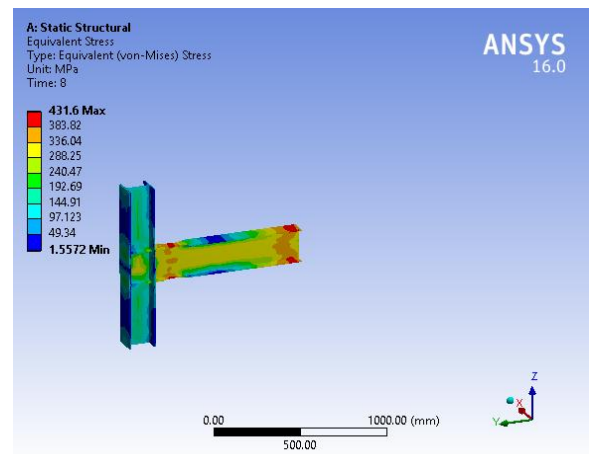 A: Static Structural
Equivalent Stress
Type: Equivalent (von-Mises) Stress
Unit: MPa
Time: 8
ANSYS
16.0
431.6 Max
383.82
336.04
288.25
240.47
192.69
144.91
97.123
49.34
1.5572 Min
0.00
1000.00 (mm)
500.00
Z
X
Y